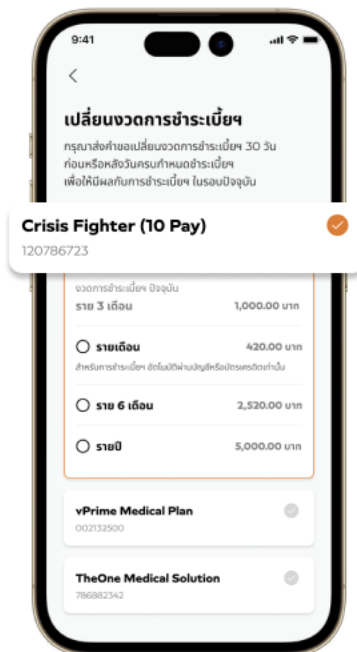 9:41
เปลี่ยนงวดการชำระเบี้ยฯ
กรุณาส่งคำขอเปลี่ยนงวดการชำระเบี้ยฯ 30 วัน
ก่อนหรือหลังวันครบกำหนดชำระเบี้ยฯ
เพื่อให้มีผลกับการชำระเบี้ยฯ ในรอบปัจจุบัน
Crisis Fighter (10 Pay)
120786723
งวดการชำระเบี้ยฯ ปัจจุบัน
ราย 3 เดือน 1,000.00 บาท
รายเดือน 420.00 บาท
สำหรับการชำระเบี้ยฯ อัตโนมัติผ่านบัญชีหรือบัตรเครดิตเท่านั้น
ราย 6 เดือน 2,520.00 บาท
รายปี 5,000.00 บาท
vPrime Medical Plan
002132500
TheOne Medical Solution
786882342